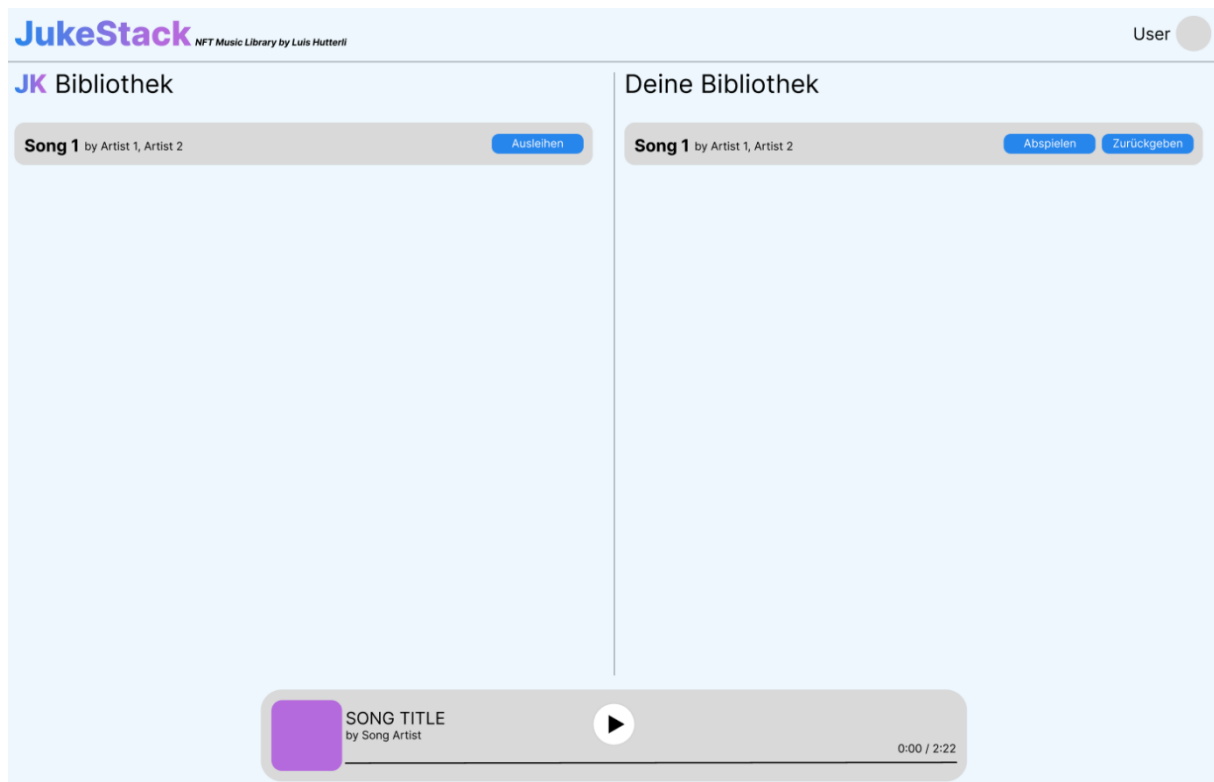 JukeStack NFT Music Library by Luis Hutterli
User
JK Bibliothek
Song 1 by Artist 1, Artist 2
Ausleihen
Deine Bibliothek
Song 1 by Artist 1, Artist 2
Abspielen
Zurückgeben
SONG TITLE
by Song Artist
0:00 / 2:22